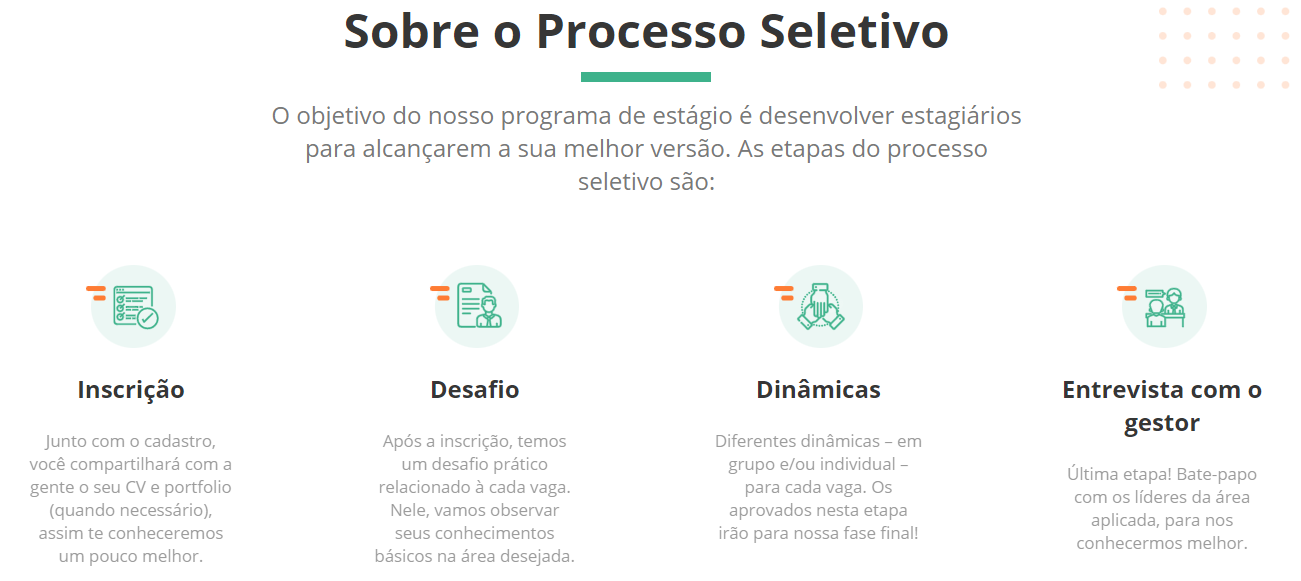 Sobre o Processo Seletivo
O objetivo do nosso programa de estágio é desenvolver estagiários
para alcançarem a sua melhor versão. As etapas do processo
seletivo são:
Inscrição
Junto com o cadastro,
você compartilhará com a
gente o seu CV e portfolio
(quando necessário),
assim te conheceremos
um pouco melhor.
Desafio
Após a inscrição, temos
um desafio prático
relacionado à cada vaga.
Nele, vamos observar
seus conhecimentos
básicos na área desejada.
Dinâmicas
Diferentes dinâmicas – em
grupo e/ou individual –
para cada vaga. Os
aprovados nesta etapa
irão para nossa fase final!
Entrevista com o
gestor
Última etapa! Bate-papo
com os líderes da área
aplicada, para nos
conhecermos melhor.